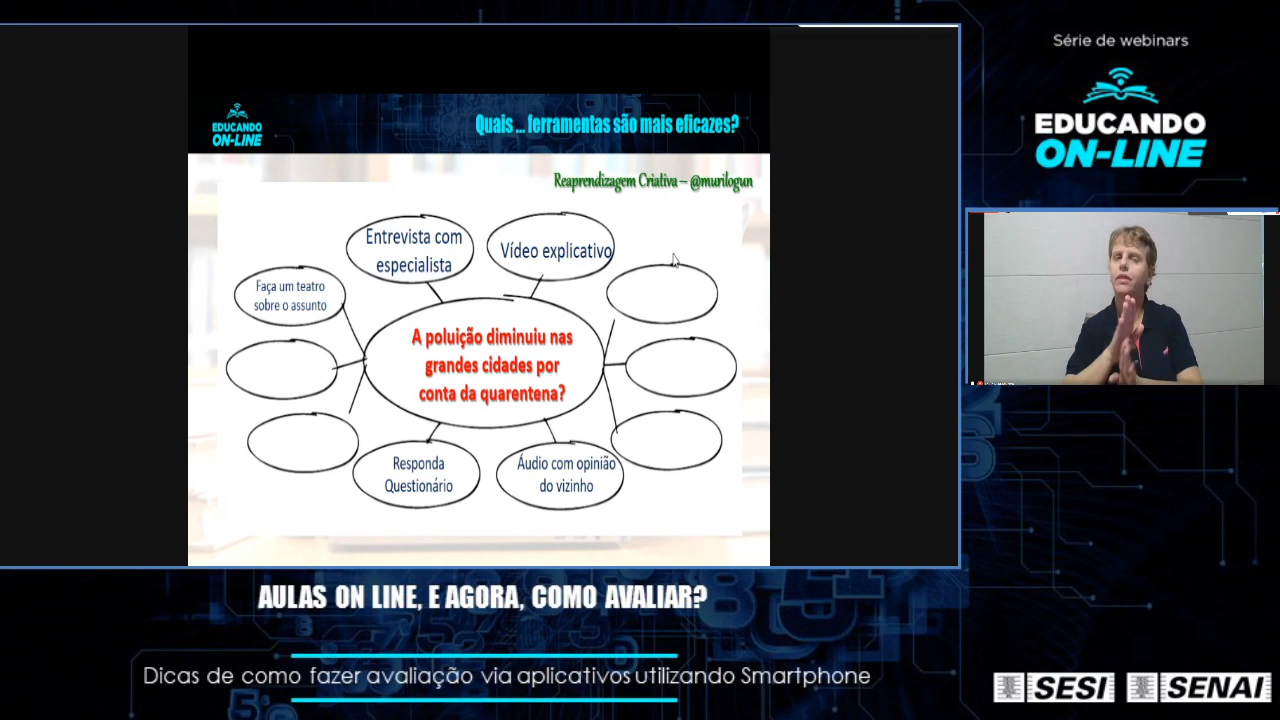 Série de webinars
EDUCANDO
ON-LINE
EDUCANDO
ON-LINE
Quais ... ferramentas são mais eficazes?
Reaprendizagem Criativa – @murilogun
Entrevista com
especialista
Vídeo explicativo
Faça um teatro
sobre o assunto
A poluição diminuiu nas
grandes cidades por
conta da quarentena?
Responda
Questionário
Áudio com opinião
do vizinho
AULAS ON LINE, E AGORA, COMO AVALIAR?
Dicas de como fazer avaliação via aplicativos utilizando Smartphone
SESI
SENAI